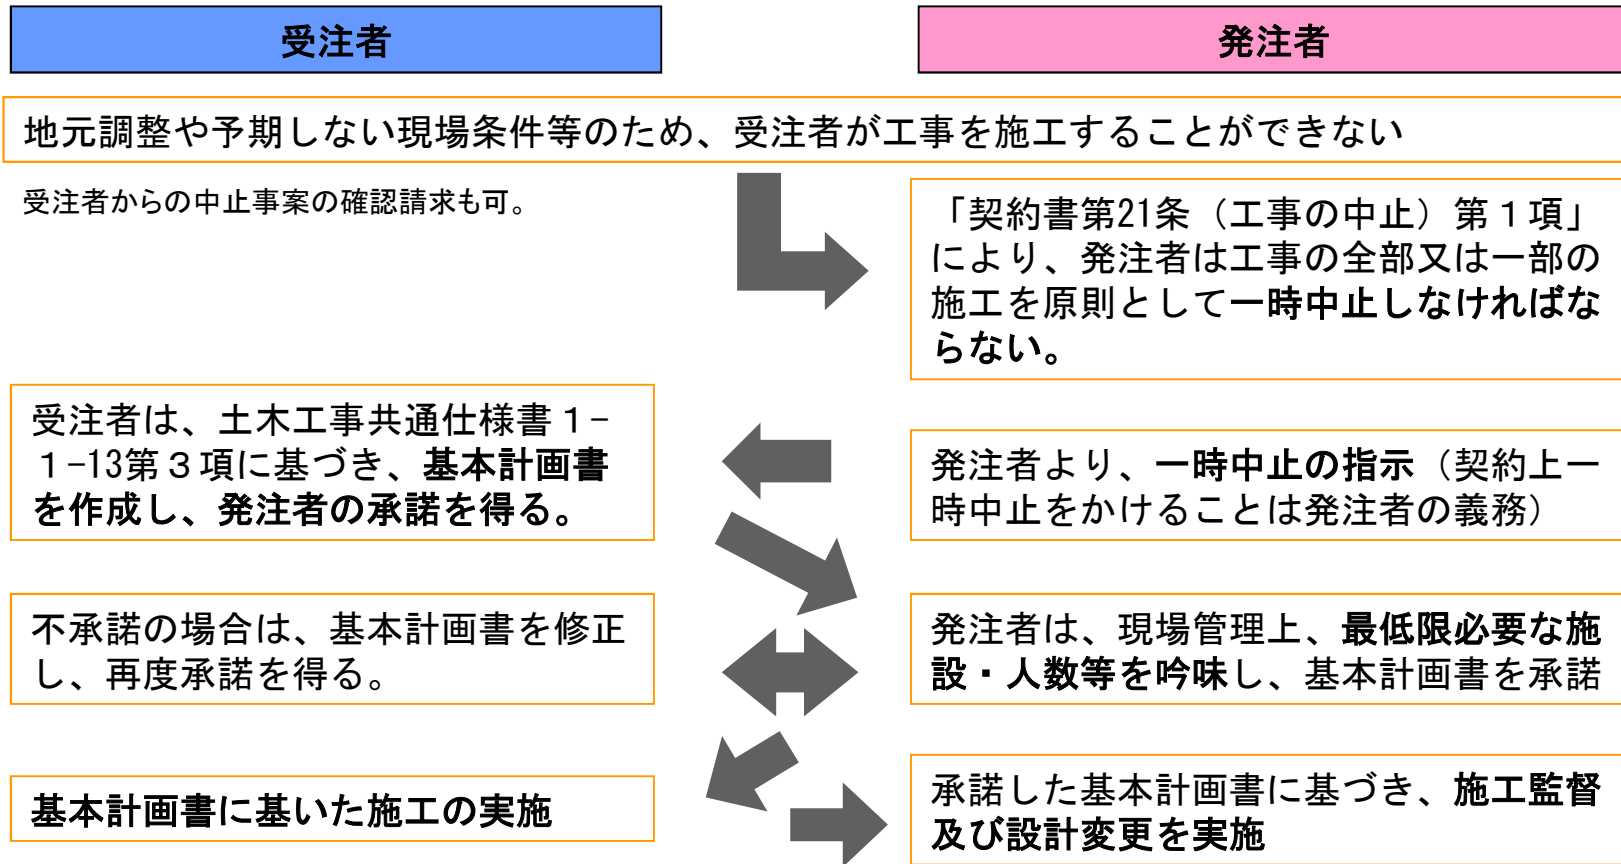 受注者
発注者
地元調整や予期しない現場条件等のため、受注者が工事を施工することができない
受注者からの中止事案の確認請求も可。
「契約書第21条（工事の中止）第１項」
により、発注者は工事の全部又は一部の
施工を原則として一時中止しなければな
らない。
発注者より、一時中止の指示（契約上一
時中止をかけることは発注者の義務）
受注者は、土木工事共通仕様書１−
１−13第３項に基づき、基本計画書
を作成し、発注者の承諾を得る。
発注者は、現場管理上、最低限必要な施
設・人数等を吟味し、基本計画書を承諾
不承諾の場合は、基本計画書を修正
し、再度承諾を得る。
基本計画書に基いた施工の実施
承諾した基本計画書に基づき、施工監督
及び設計変更を実施